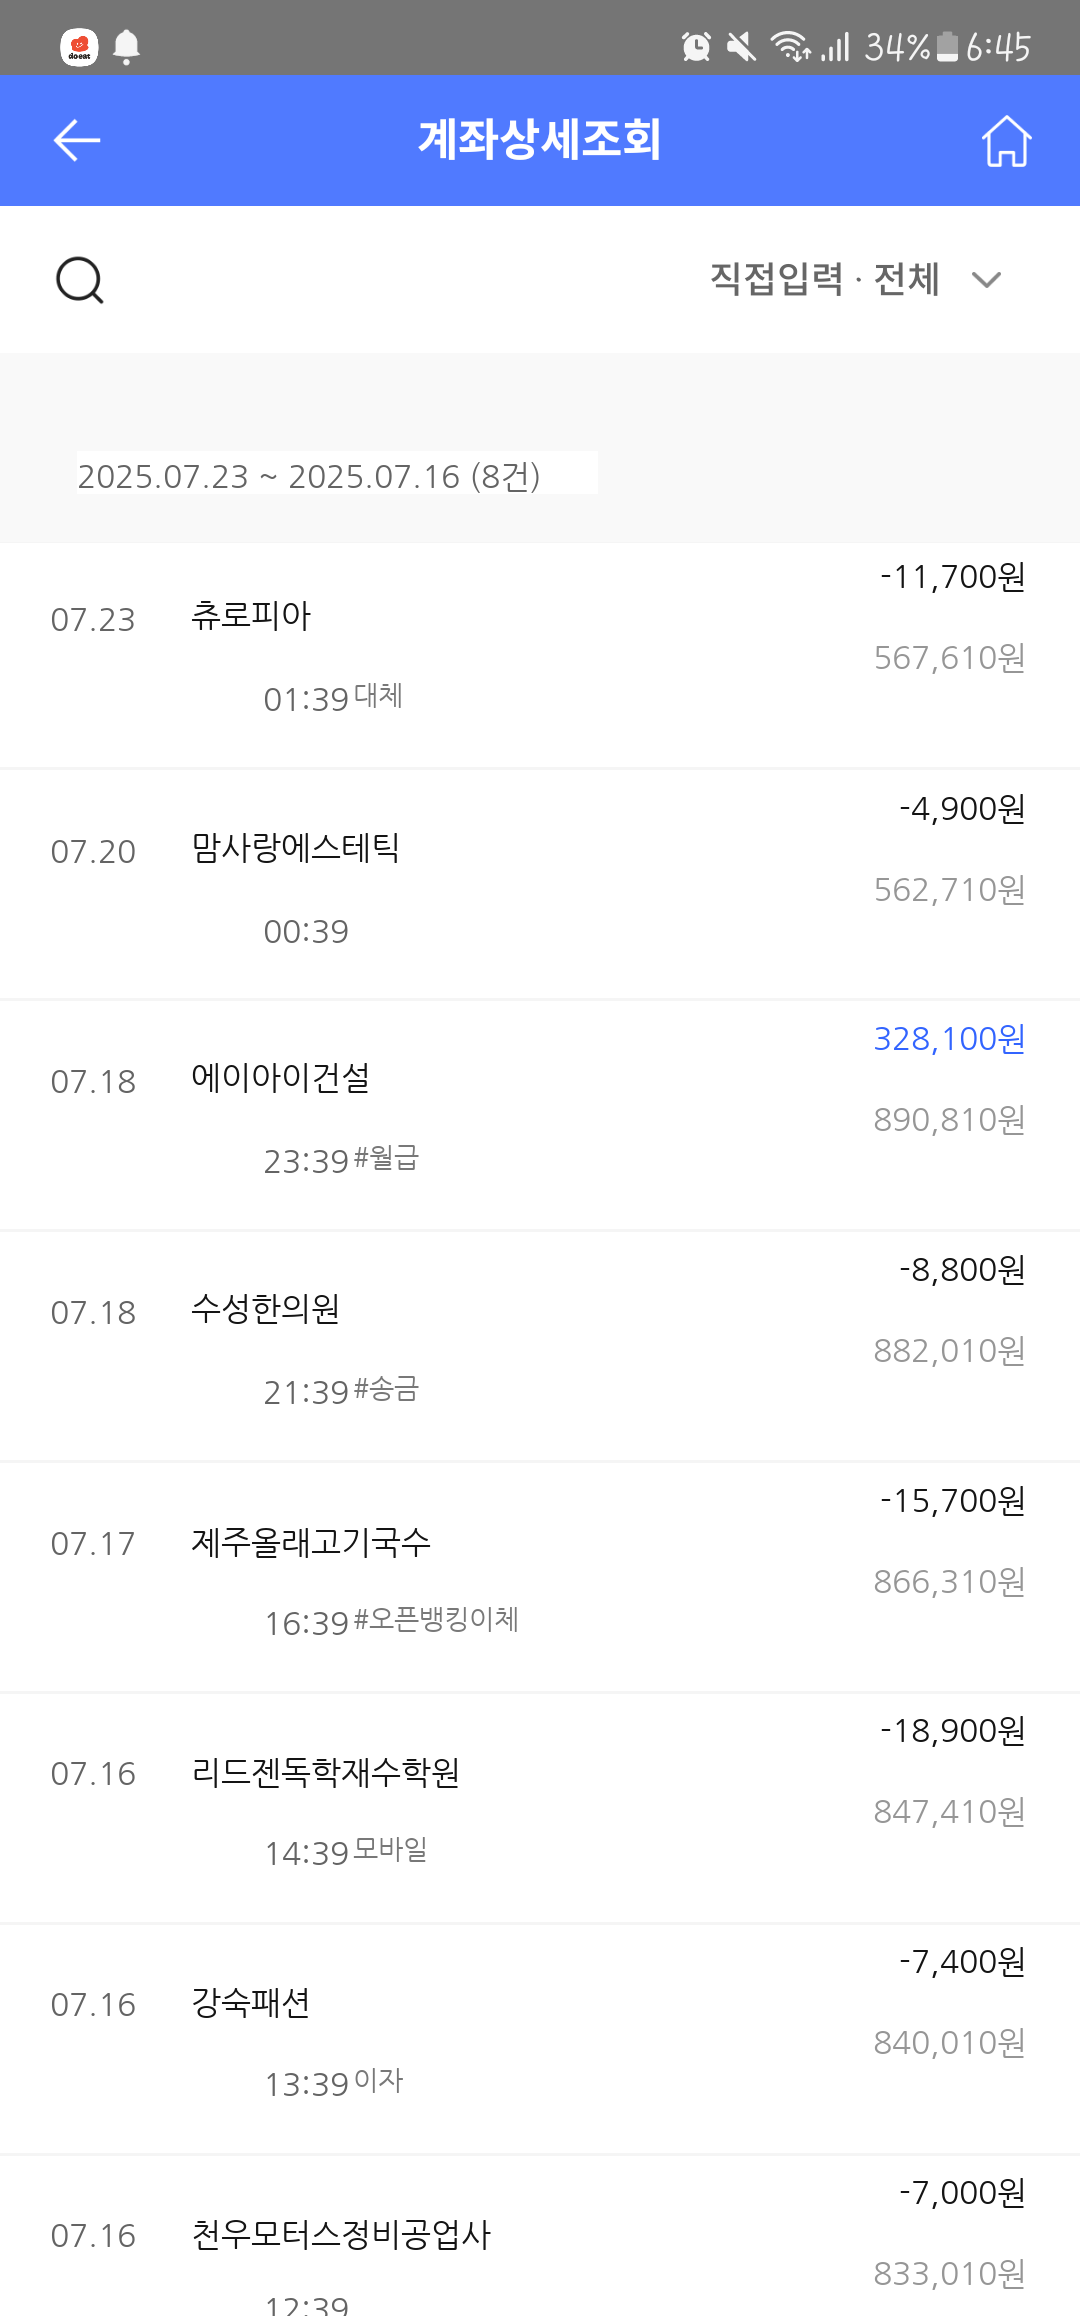 doeat
34% 6:45
계좌상세조회
직접입력 · 전체
2025.07.23 ~ 2025.07.16 (8건)
-11,700원
07.23 츄로피아
567,610원
01:39 대체
-4,900원
07.20 맘사랑에스테틱
562,710원
00:39
328,100원
07.18 에이아이건설
890,810원
23:39 #월급
-8,800원
07.18 수성한의원
882,010원
21:39 #송금
-15,700원
07.17 제주올래고기국수
866,310원
16:39 #오픈뱅킹이체
-18,900원
07.16 리드젠독학재수학원
847,410원
14:39 모바일
-7,400원
07.16 강숙패션
840,010원
13:39 이자
-7,000원
07.16 천우모터스정비공업사
833,010원
12:39